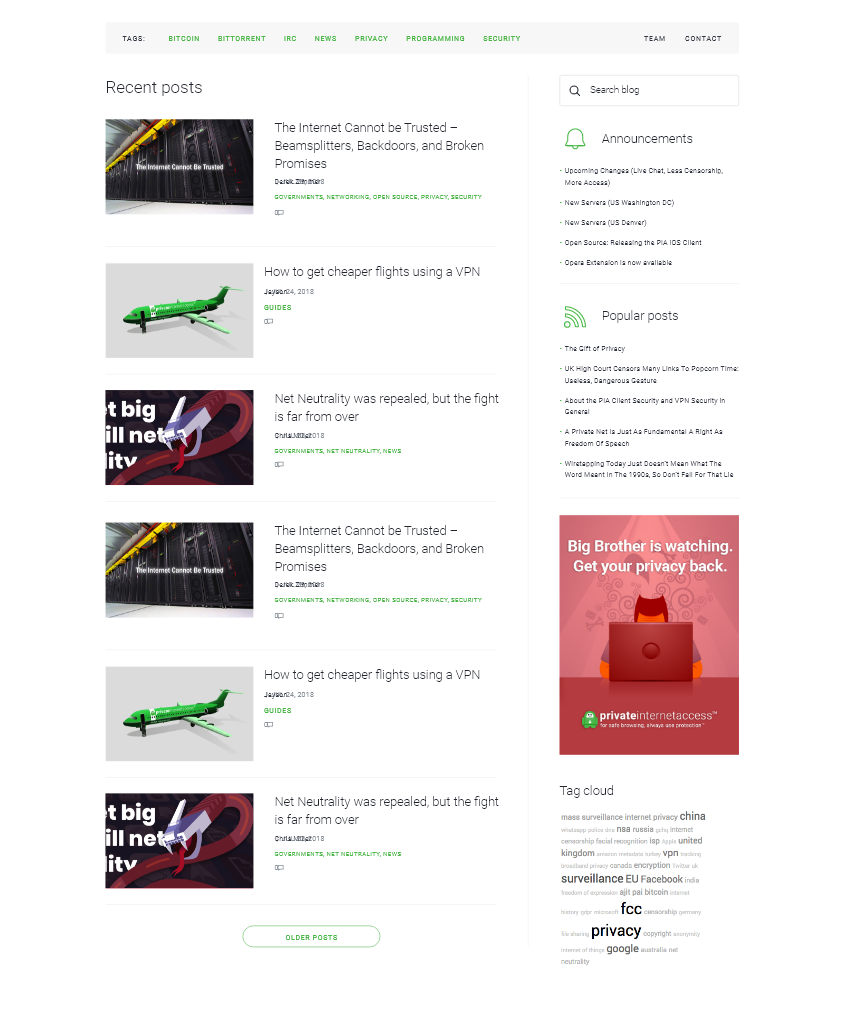 TAGS: BITCOIN BITTORRENT IRC NEWS PRIVACY PROGRAMMING SECURITY TEAM CONTACT
Recent posts
The Internet Cannot be Trusted
The Internet Cannot be Trusted –
Beamsplitters, Backdoors, and Broken
Promises
GOVERNMENTS, NETWORKING, OPEN SOURCE, PRIVACY, SECURITY
How to get cheaper flights using a VPN
24, 2018
GUIDES
t big
ill net
lity
Net Neutrality was repealed, but the fight
is far from over
GOVERNMENTS, NET NEUTRALITY, NEWS
The Internet Cannot be Trusted
The Internet Cannot be Trusted –
Beamsplitters, Backdoors, and Broken
Promises
GOVERNMENTS, NETWORKING, OPEN SOURCE, PRIVACY, SECURITY
How to get cheaper flights using a VPN
24, 2018
GUIDES
t big
ill net
lity
Net Neutrality was repealed, but the fight
is far from over
GOVERNMENTS, NET NEUTRALITY, NEWS
OLDER POSTS
Search blog
Announcements
Upcoming Changes (Live Chat, Less Censorship,
More Access)
New Servers (US Washington DC)
New Servers (US Denver)
Open Source: Releasing the PIA iOS Client
Opera Extension is now available
Popular posts
The Gift of Privacy
UK High Court Censors Many Links To Popcorn Time:
Useless, Dangerous Gesture
About the PIA Client Security and VPN Security in
General
A Private Net Is Just As Fundamental A Right As
Freedom Of Speech
Wiretapping Today Just Doesn't Mean What The
Word Meant In The 1990s, So Don't Fall For That Lie
Big Brother is watching.
Get your privacy back.
privateinternetaccess™
for safe browsing, always use protection™
Tag cloud
mass surveillance internet privacy china
whatsapp police dns nsa russia gchq internet
censorship facial recognition isp Apple united
kingdom amazon metadata turkey vpn tracking
broadband privacy canada encryption Twitter uk
surveillance EU Facebook india
freedom of expression ajit pai bitcoin internet
history gdpr microsoft fcc censorship germany
file sharing privacy copyright anonymity
internet of things google australia net
neutrality